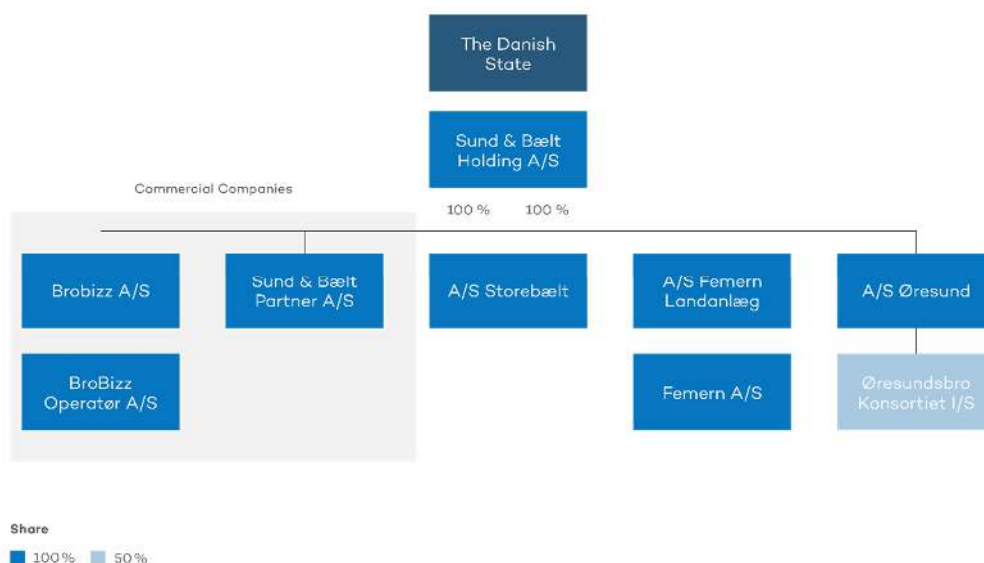 The Danish
State
Sund & Bælt
Holding A/S
Commercial Companies
100 %
100 %
Brobizz A/S
Sund & Bælt
Partner A/S
A/S Storebælt
A/S Femern
Landanlæg
A/S Øresund
BroBizz
Operatør A/S
Femern A/S
Øresundsbro
Konsortiet I/S
Share
100 %
50 %